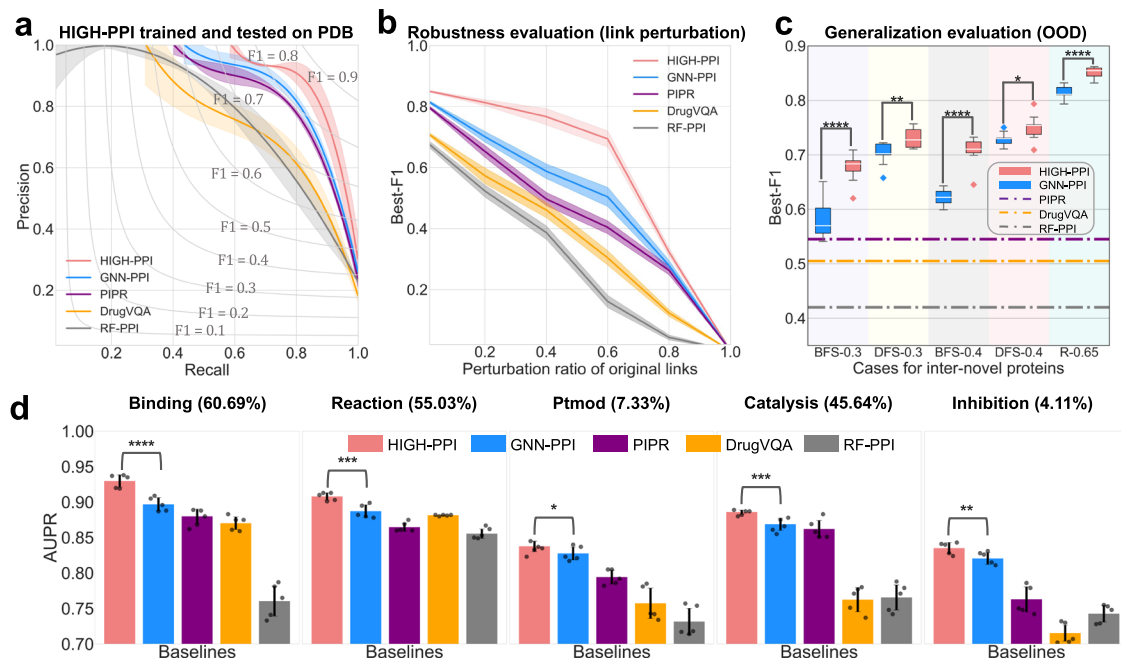 a
HIGH-PPI trained and tested on PDB
1.0
0.8
0.6
0.4
0.2
Precision
0.2
0.4
0.6
0.8
1.0
Recall
F1 = 0.8
F1 = 0.9
F1 = 0.7
F1 = 0.6
F1 = 0.5
F1 = 0.4
F1 = 0.3
F1 = 0.2
F1 = 0.1
HIGH-PPI
GNN-PPI
PIPR
DrugVQA
RF-PPI
b
Robustness evaluation (link perturbation)
1.0
0.8
0.6
0.4
0.2
Best-F1
0.2
0.4
0.6
0.8
1.0
Perturbation ratio of original links
HIGH-PPI
GNN-PPI
PIPR
DrugVQA
RF-PPI
c
Generalization evaluation (OOD)
0.9
0.8
0.7
0.6
0.5
0.4
Best-F1
****
**
****
*
****
HIGH-PPI
GNN-PPI
PIPR
DrugVQA
RF-PPI
BFS-0.3
DFS-0.3
BFS-0.4
DFS-0.4
R-0.65
Cases for inter-novel proteins
d
Binding (60.69%)
Reaction (55.03%)
Ptmod (7.33%)
Catalysis (45.64%)
Inhibition (4.11%)
1.00
0.95
0.90
0.85
0.80
0.75
0.70
AUPR
HIGH-PPI
GNN-PPI
PIPR
DrugVQA
RF-PPI
****
***
*
***
**
Baselines
Baselines
Baselines
Baselines
Baselines